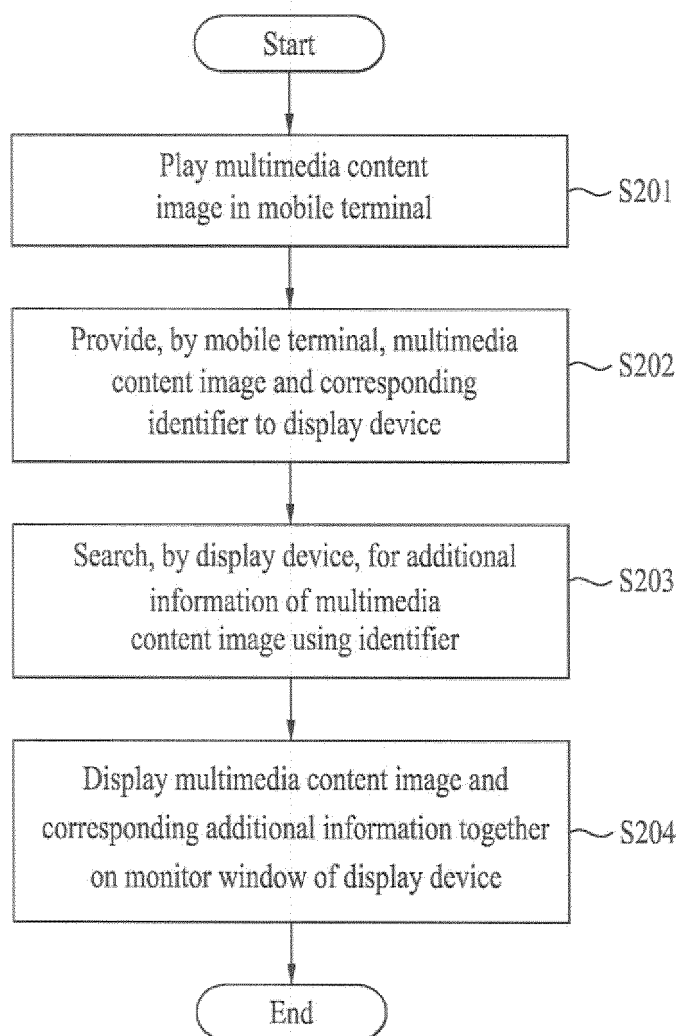 Start
Play multimedia content
image in mobile terminal
S201
Provide, by mobile terminal, multimedia
content image and corresponding
identifier to display device
S202
Search, by display device, for additional
information of multimedia
content image using identifier
S203
Display multimedia content image and
corresponding additional information together
on monitor window of display device
S204
End